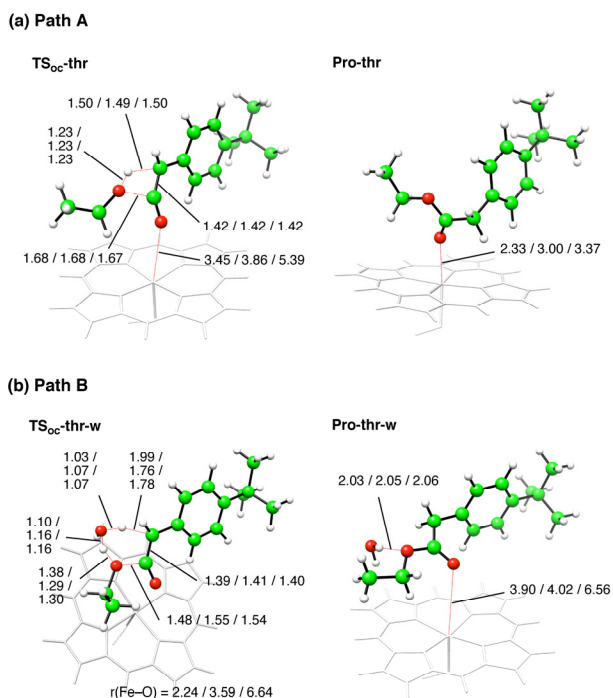 (a) Path A
TSoc-thr
Pro-thr
1.50 / 1.49 / 1.50
1.23 /
1.23 /
1.23
1.42 / 1.42 / 1.42
1.68 / 1.68 / 1.67
3.45 / 3.86 / 5.39
2.33 / 3.00 / 3.37
(b) Path B
TSoc-thr-w
Pro-thr-w
1.03 /
1.07 /
1.07
1.99 /
1.76 /
1.78
1.10 /
1.16 /
1.16
1.38 /
1.29 /
1.30
1.39 / 1.41 / 1.40
1.48 / 1.55 / 1.54
r(Fe–O) = 2.24 / 3.59 / 6.64
2.03 / 2.05 / 2.06
3.90 / 4.02 / 6.56